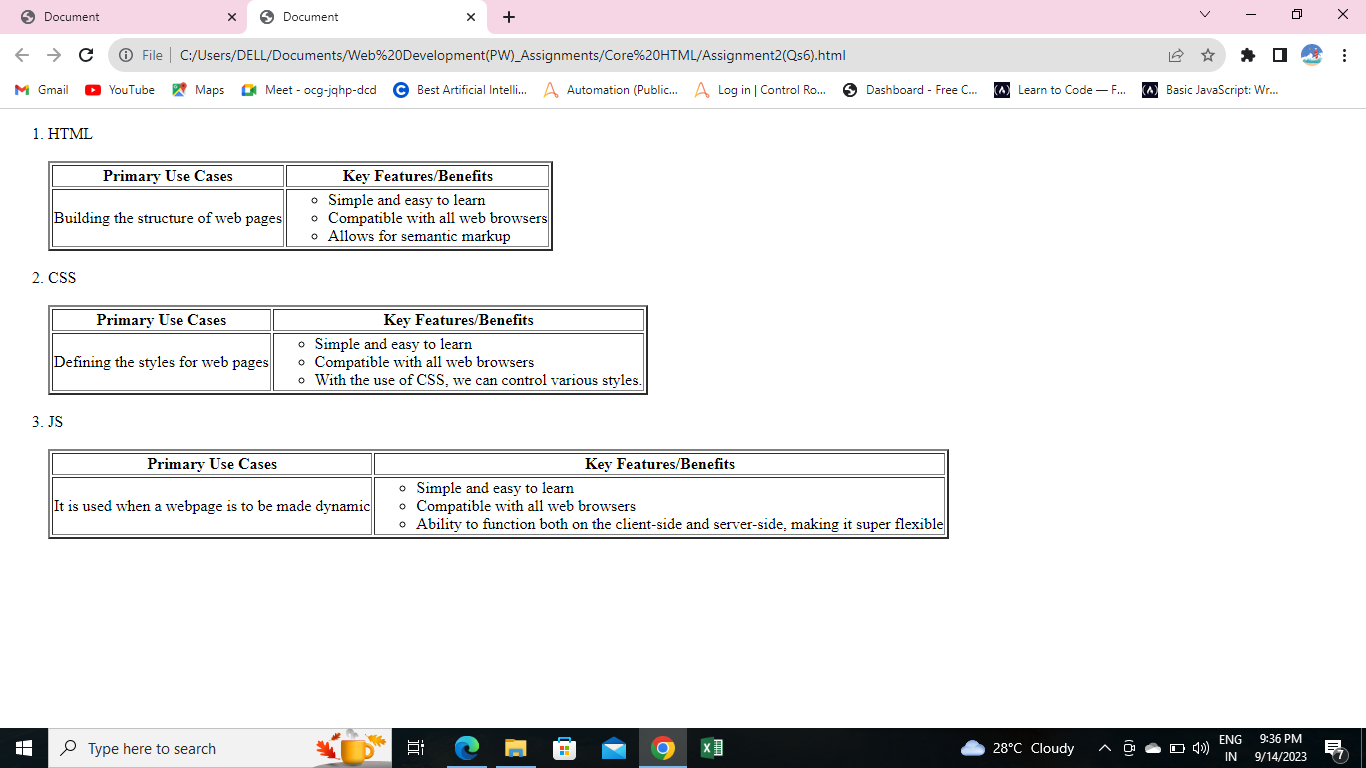 Document
Document
File C:/Users/DELL/Documents/Web%20Development(PW)_Assignments/Core%20HTML/Assignment2(Qs6).html
Gmail YouTube Maps Meet - ocg-jqhp-dcd Best Artificial Intelli... Automation (Public... Log in | Control Ro... Dashboard - Free C... Learn to Code — F... Basic JavaScript: Wr...
1. HTML
Primary Use Cases Key Features/Benefits
Building the structure of web pages
Simple and easy to learn
Compatible with all web browsers
Allows for semantic markup
2. CSS
Primary Use Cases Key Features/Benefits
Defining the styles for web pages
Simple and easy to learn
Compatible with all web browsers
With the use of CSS, we can control various styles.
3. JS
Primary Use Cases Key Features/Benefits
It is used when a webpage is to be made dynamic
Simple and easy to learn
Compatible with all web browsers
Ability to function both on the client-side and server-side, making it super flexible
Type here to search
28°C Cloudy
ENG
IN
9:36 PM
9/14/2023
7